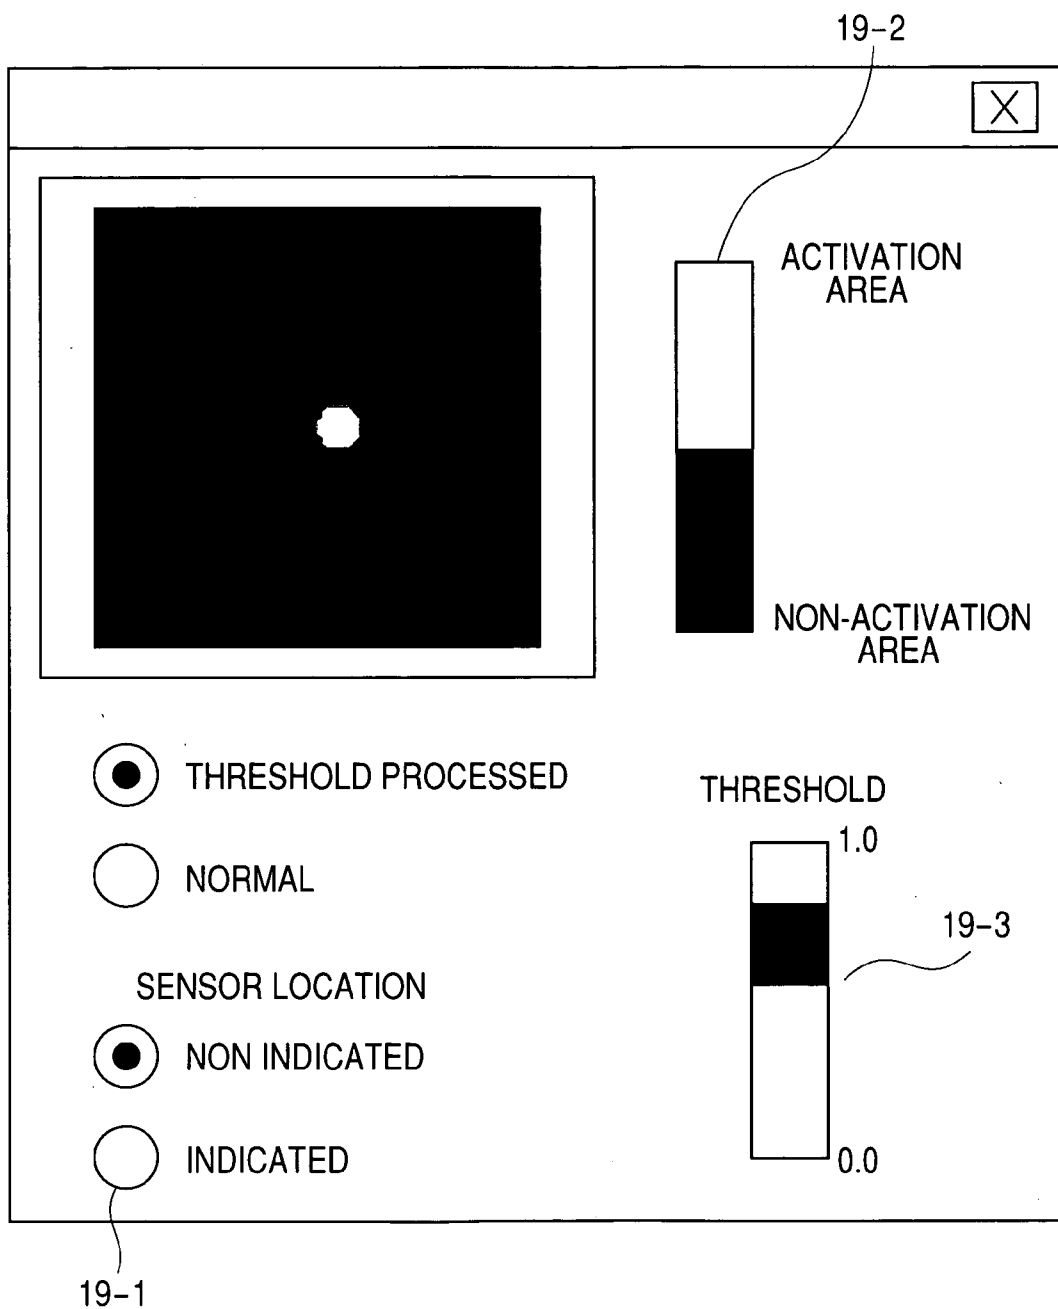 19-2
X
ACTIVATION
AREA
NON-ACTIVATION
AREA
THRESHOLD PROCESSED
NORMAL
THRESHOLD
1.0
19-3
0.0
SENSOR LOCATION
NON INDICATED
INDICATED
19-1